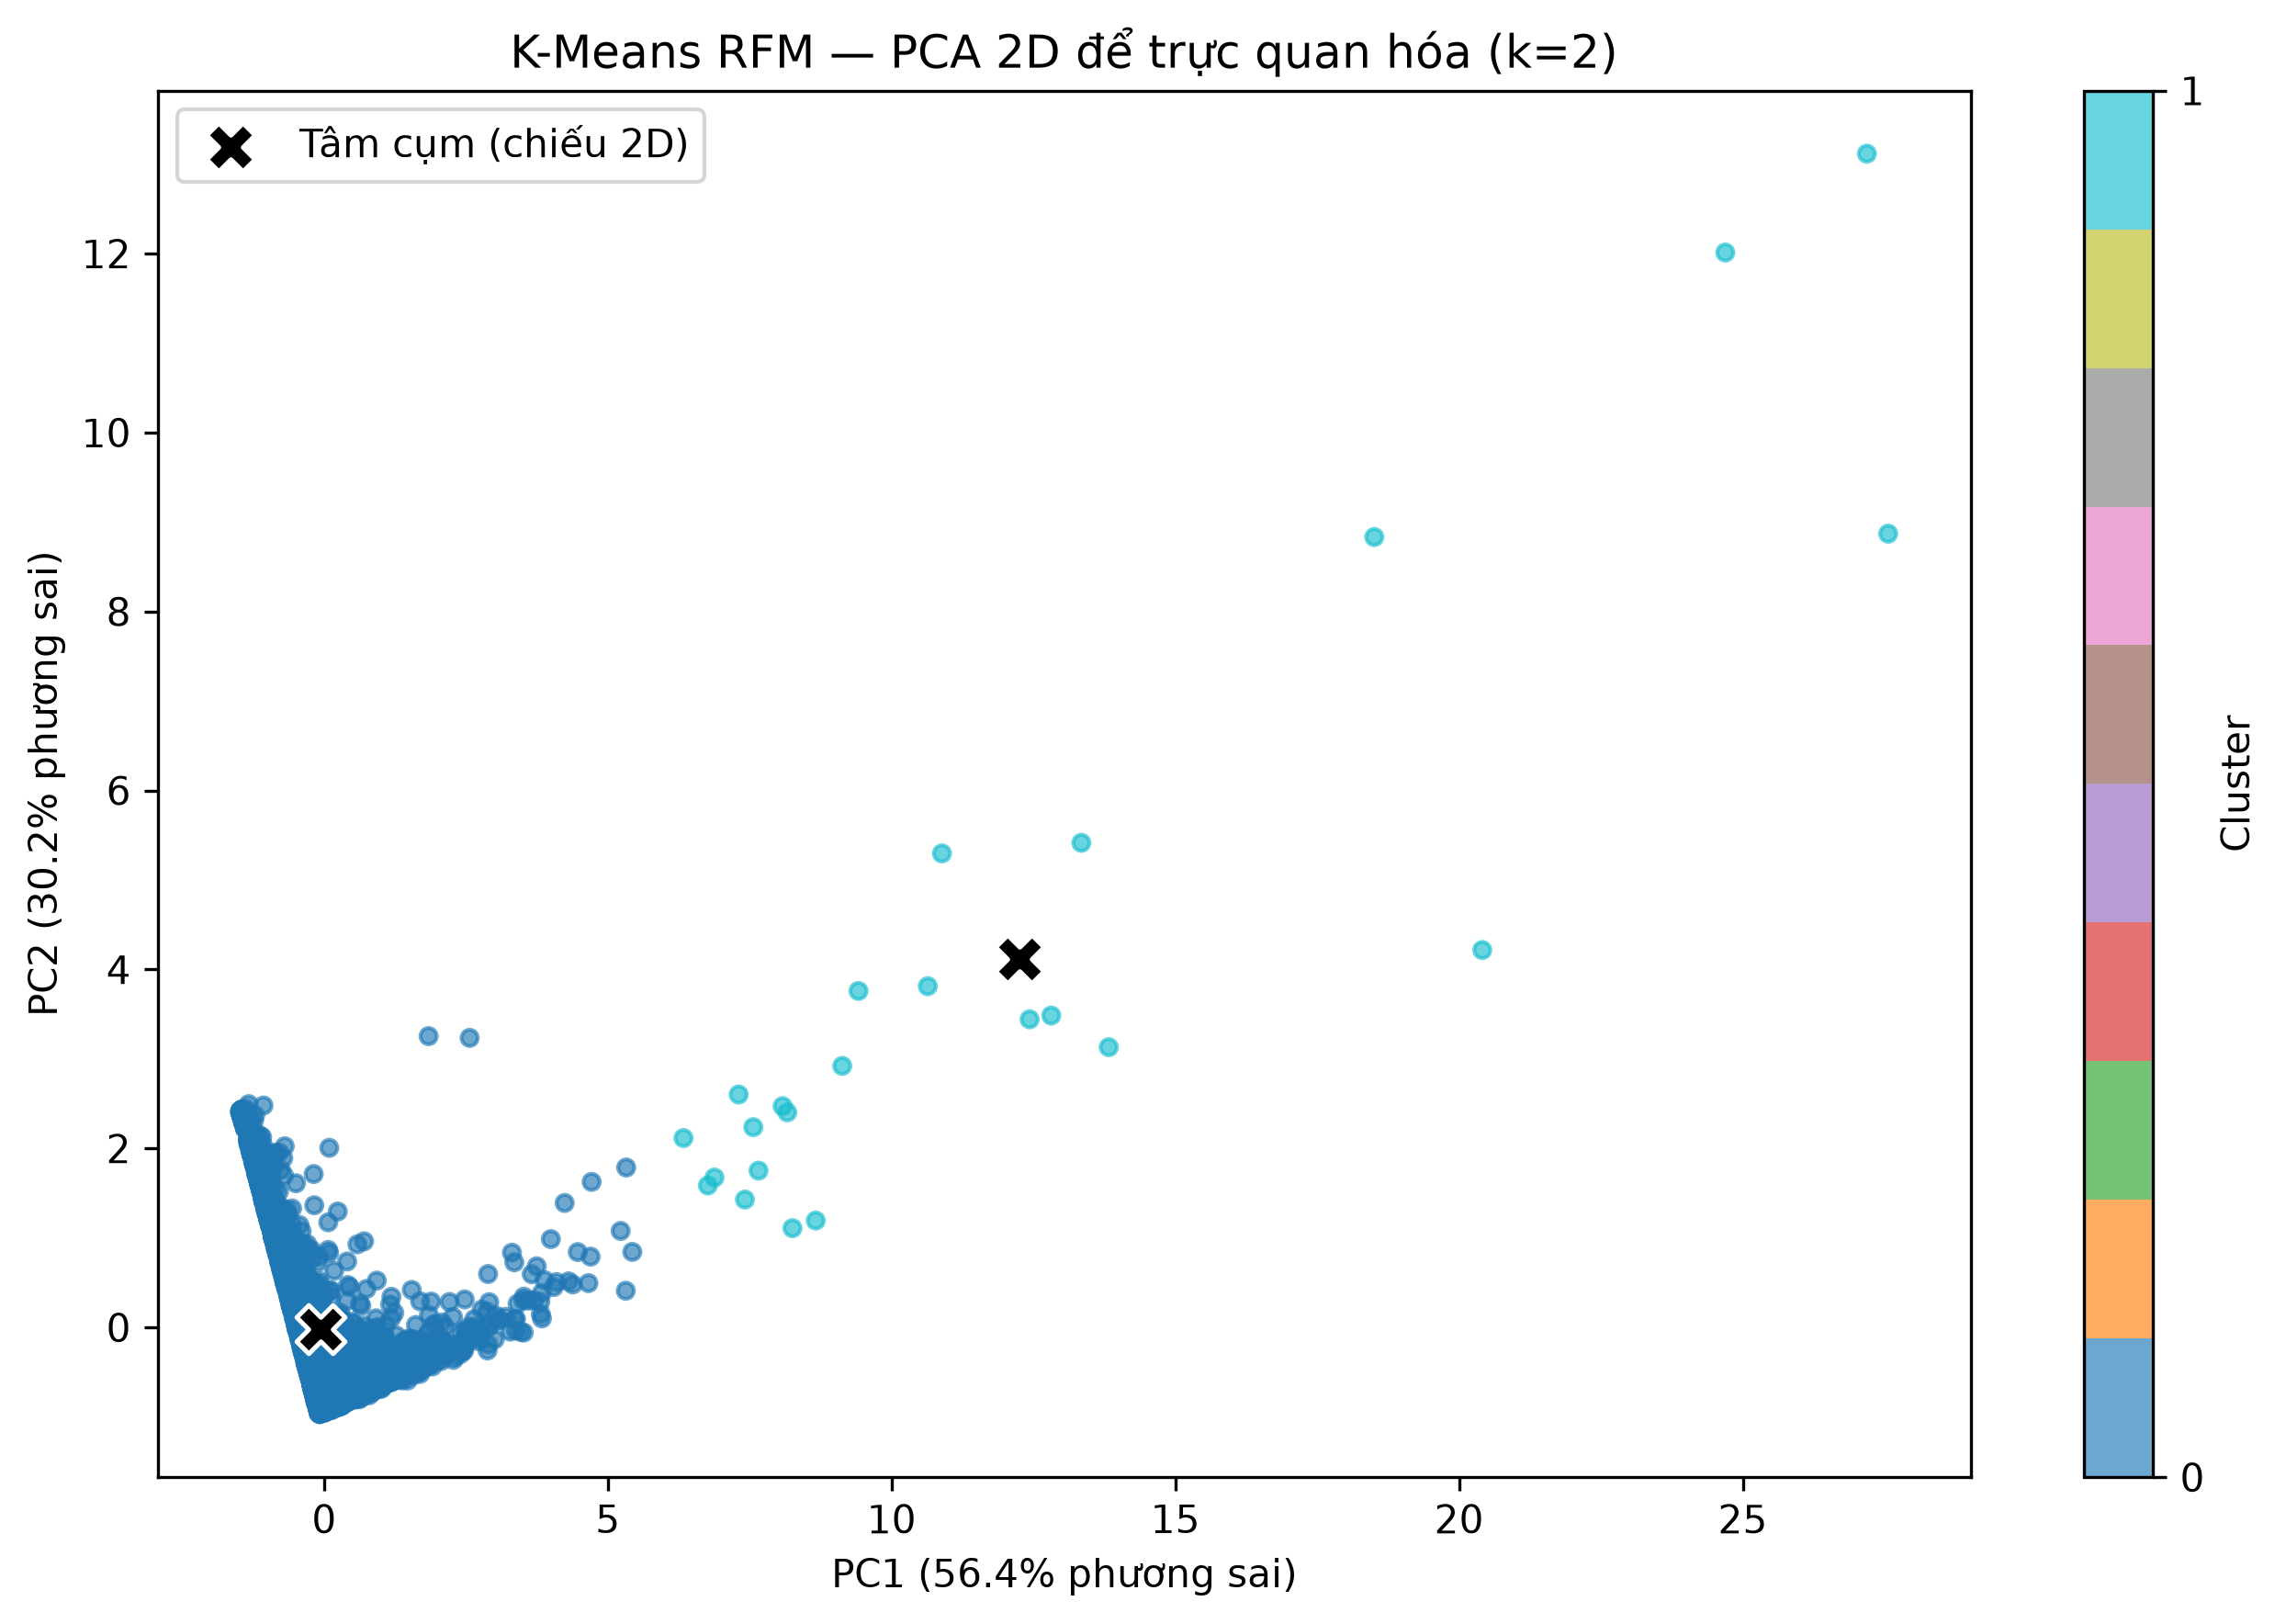 K-Means RFM — PCA 2D để trực quan hóa (k=2)
Tâm cụm (chiếu 2D)
PC2 (30.2% phương sai)
12
10
8
6
4
2
0
0 5 10 15 20 25
PC1 (56.4% phương sai)
1
0
Cluster